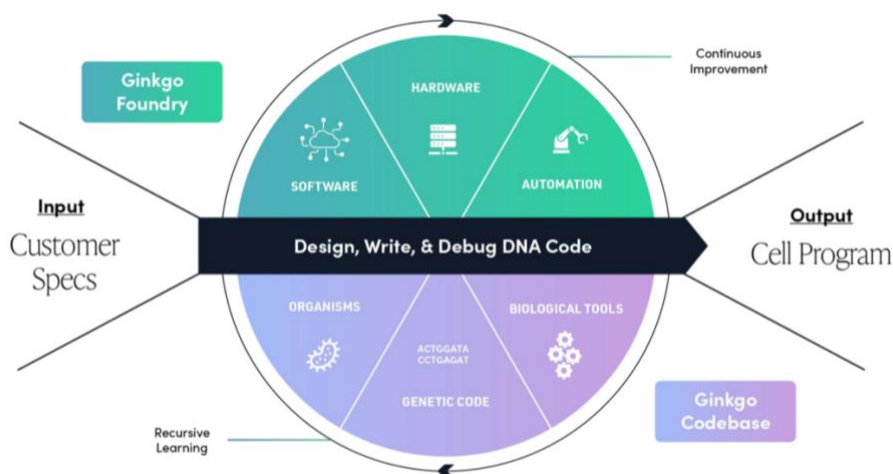 Ginkgo
Foundry
Continuous
Improvement
HARDWARE
SOFTWARE
AUTOMATION
Input
Customer
Specs
Design, Write, & Debug DNA Code
Output
Cell Program
ORGANISMS
BIOLOGICAL TOOLS
ACTGGATA
CCTGAGAT
GENETIC CODE
Ginkgo
Codebase
Recursive
Learning